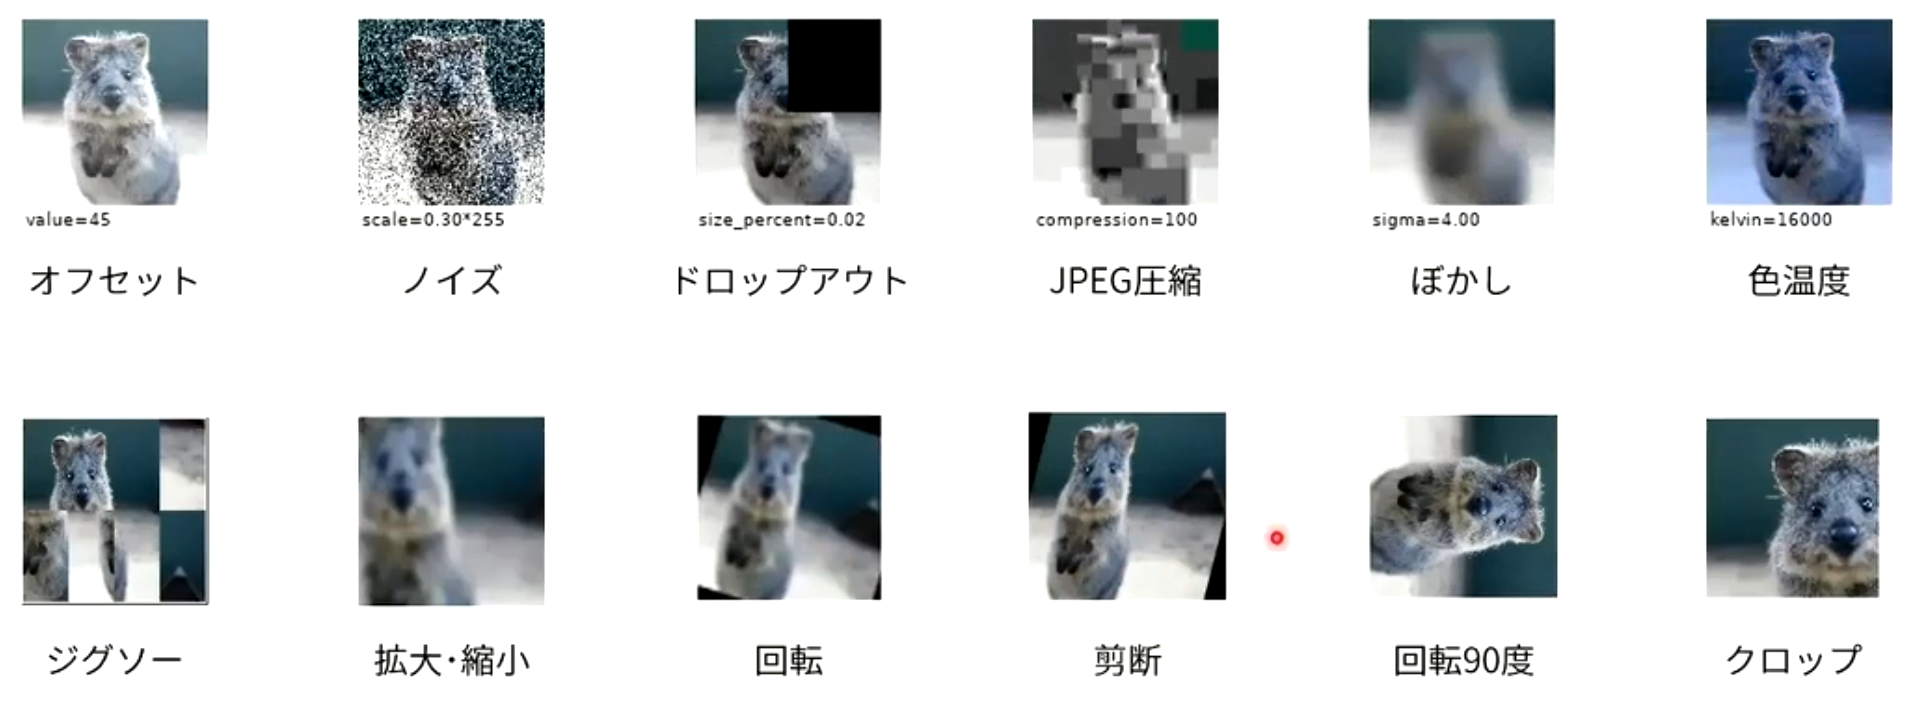 value=45
scale=0.30*255
size_percent=0.02
compression=100
sigma=4.00
kelvin=16000
オフセット
ノイズ
ドロップアウト
JPEG圧縮
ぼかし
色温度
ジグソー
拡大・縮小
回転
剪断
回転90度
クロップ